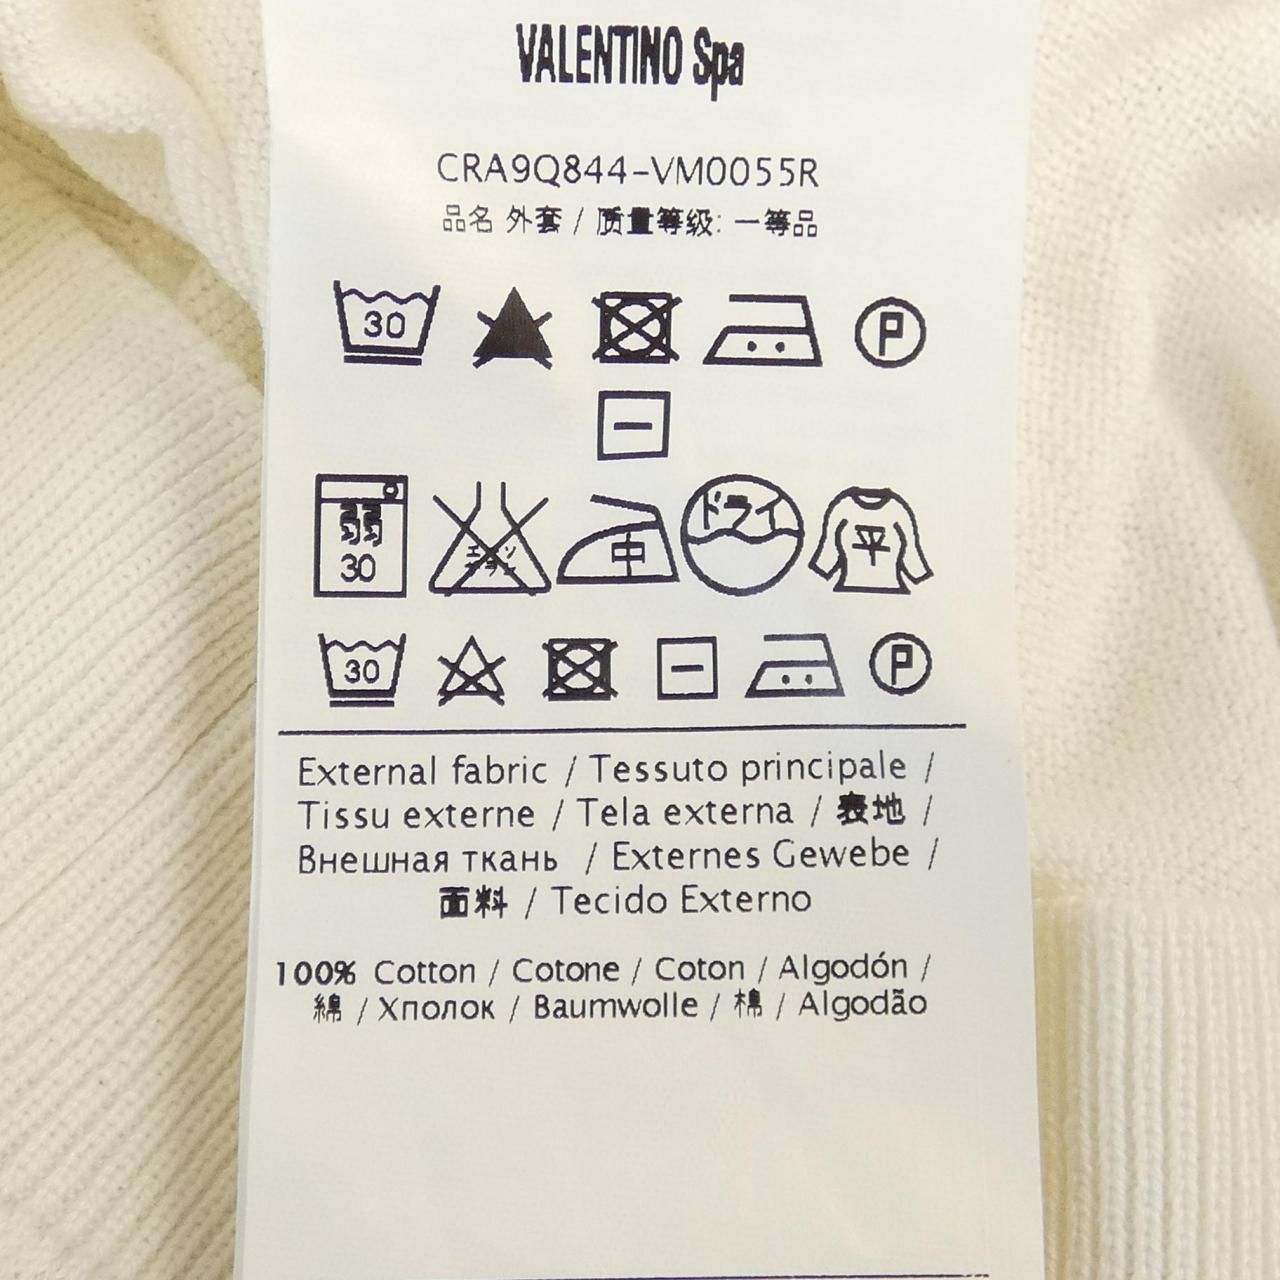 VALENTINO Spa
CRA9Q844-VM0055R
品名 外套 / 质量等级: 一等品
30 P
弱 中 ドライ 平
30
30 P
External fabric / Tessuto principale /
Tissu externe / Tela externa / 表地 /
Внешная ткань / Externes Gewebe /
面料 / Tecido Externo
100% Cotton / Cotone / Coton / Algodón /
綿 / Хполок / Baumwolle / 棉 / Algodão